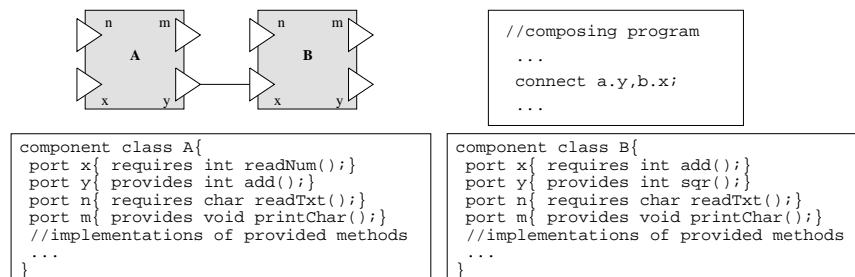 n m n m
A B
x y x y
//composing program
...
connect a.y,b.x;
...
component class A{
port x{ requires int readNum();}
port y{ provides int add();}
port n{ requires char readTxt();}
port m{ provides void printChar();}
//implementations of provided methods
...
}
component class B{
port x{ requires int add();}
port y{ provides int sqr();}
port n{ requires char readTxt();}
port m{ provides void printChar();}
//implementations of provided methods
...
}